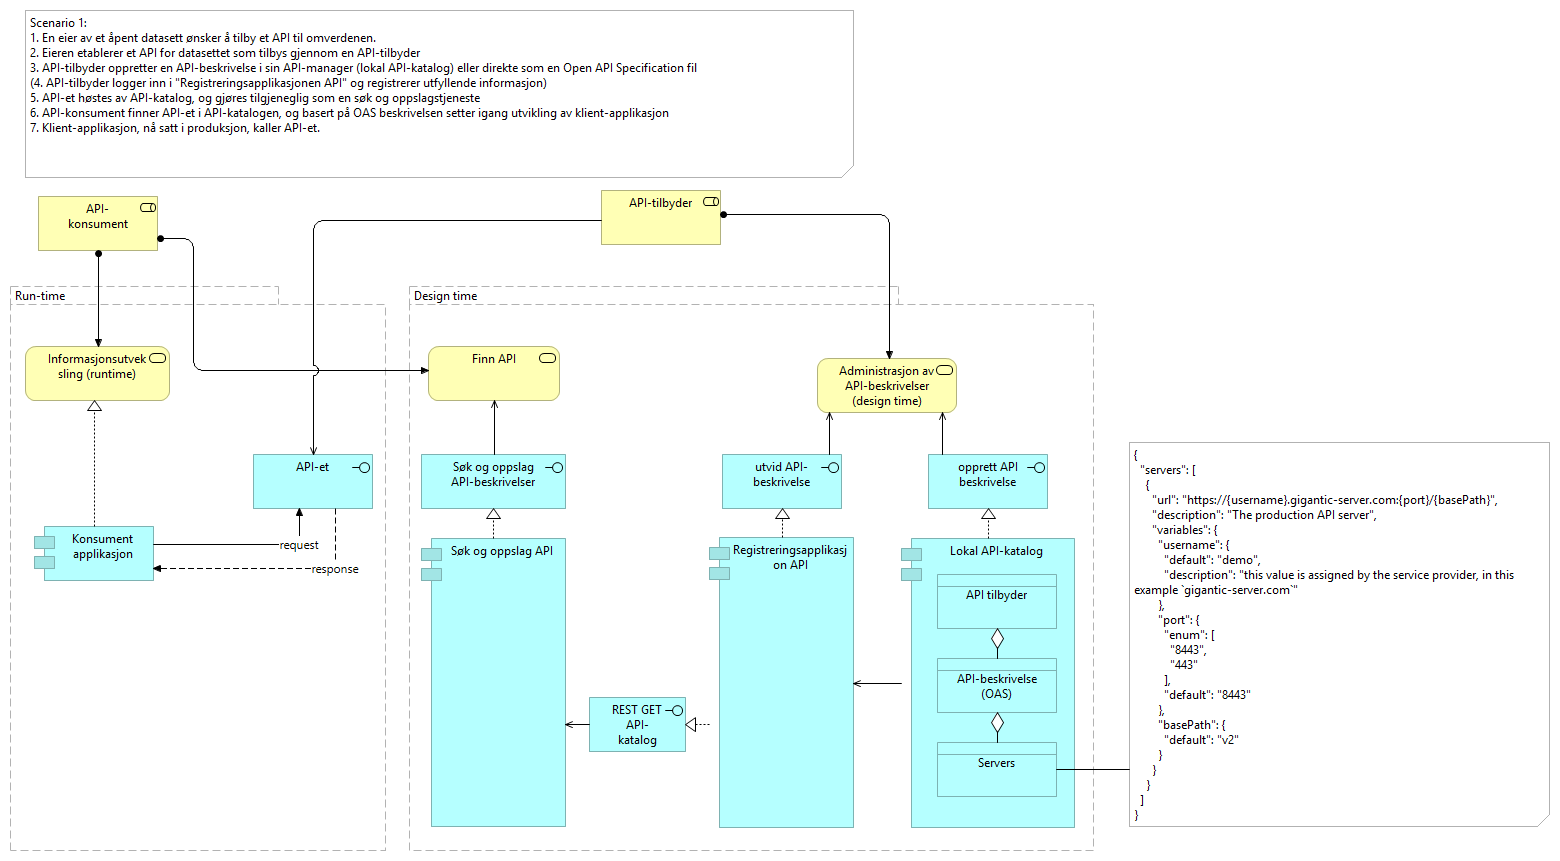 Scenario 1:
1. En eier av et åpent datasett ønsker å tilby et API til omverdenen.
2. Eieren etablerer et API for datasettet som tilbys gjennom en API-tilbyder
3. API-tilbyder oppretter en API-beskrivelse i sin API-manager (lokal API-katalog) eller direkte som en Open API Specification fil
(4. API-tilbyder logger inn i "Registreringsapplikasjonen API" og registrerer utfyllende informasjon)
5. API-et høstes av API-katalog, og gjøres tilgjeneglig som en søk og oppslagstjeneste
6. API-konsument finner API-et i API-katalogen, og basert på OAS beskrivelsen setter igang utvikling av klient-applikasjon
7. Klient-applikasjon, nå satt i produksjon, kaller API-et.
API-
konsument
API-tilbyder
Run-time
Design time
Informasjonsutvek
sling (runtime)
Finn API
Administrasjon av
API-beskrivelser
(design time)
API-et
Søk og oppslag
API-beskrivelser
utvid API-
beskrivelse
opprett API
beskrivelse
Konsument
applikasjon
request
response
Søk og oppslag API
Registreringsapplikasj
on API
Lokal API-katalog
API tilbyder
API-beskrivelse
(OAS)
Servers
REST GET
API-
katalog
{
"servers": [
{
"url": "https://{username}.gigantic-server.com:{port}/{basePath}",
"description": "The production API server",
"variables": {
"username": {
"default": "demo",
"description": "this value is assigned by the service provider, in this
example `gigantic-server.com`"
},
"port": {
"enum": [
"8443",
"443"
],
"default": "8443"
},
"basePath": {
"default": "v2"
}
}
}
]
}